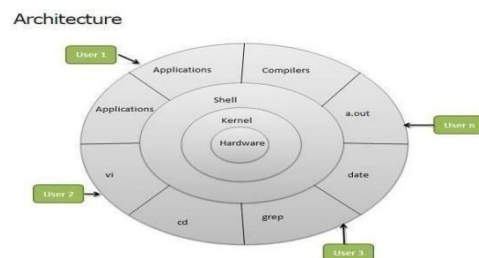 Architecture
User 1
Applications
Compilers
Applications
Shell
a.out
Kernel
User n
Hardware
vi
date
User 2
cd
grep
User 3